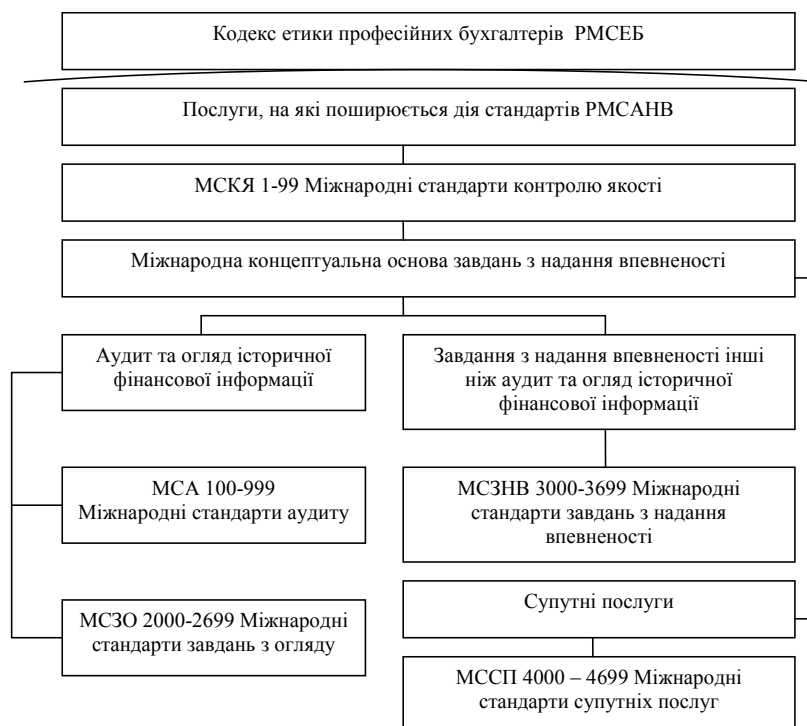 Кодекс етики професійних бухгалтерів РМСЕБ
Послуги, на які поширюється дія стандартів РМСАНВ
МСКЯ 1-99 Міжнародні стандарти контролю якості
Міжнародна концептуальна основа завдань з надання впевненості
Аудит та огляд історичної
фінансової інформації
Завдання з надання впевненості інші
ніж аудит та огляд історичної
фінансової інформації
МСА 100-999
Міжнародні стандарти аудиту
МСЗНВ 3000-3699 Міжнародні
стандарти завдань з надання
впевненості
МСЗО 2000-2699 Міжнародні
стандарти завдань з огляду
Супутні послуги
МССП 4000 – 4699 Міжнародні
стандарти супутніх послуг